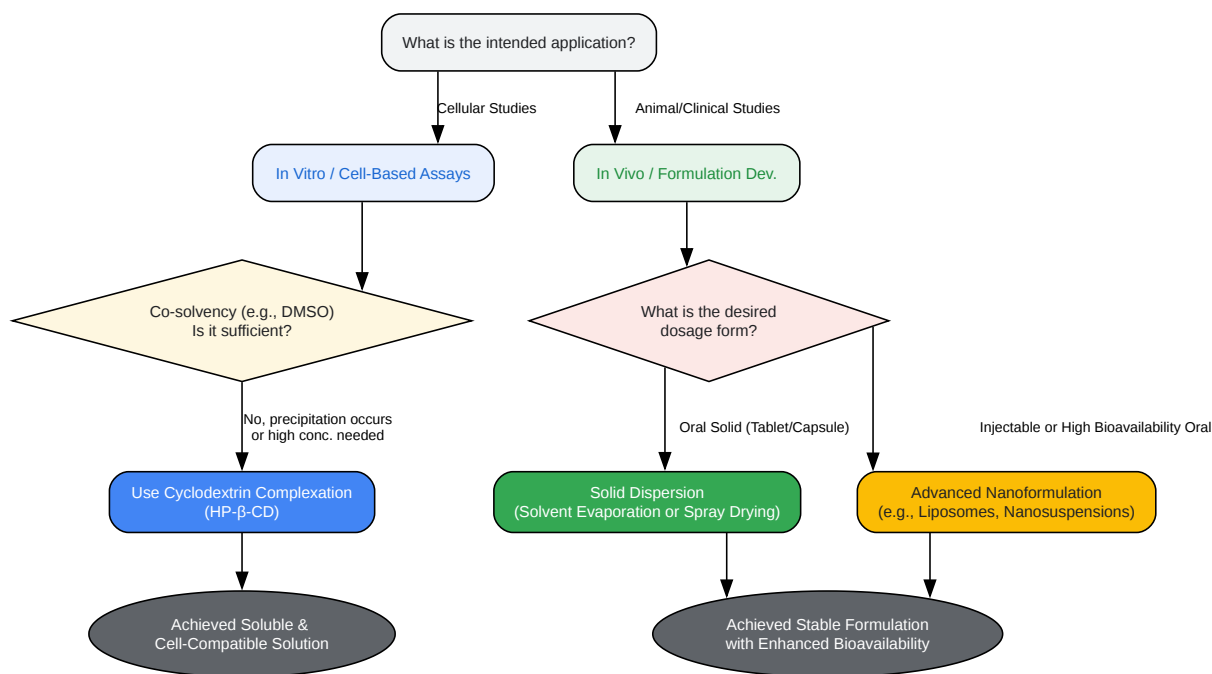 What is the intended application?
Cellular Studies
Animal/Clinical Studies
In Vitro / Cell-Based Assays
In Vivo / Formulation Dev.
Co-solvency (e.g., DMSO)
Is it sufficient?
What is the desired
dosage form?
No, precipitation occurs
or high conc. needed
Oral Solid (Tablet/Capsule)
Injectable or High Bioavailability Oral
Use Cyclodextrin Complexation
(HP-β-CD)
Solid Dispersion
(Solvent Evaporation or Spray Drying)
Advanced Nanoformulation
(e.g., Liposomes, Nanosuspensions)
Achieved Soluble &
Cell-Compatible Solution
Achieved Stable Formulation
with Enhanced Bioavailability